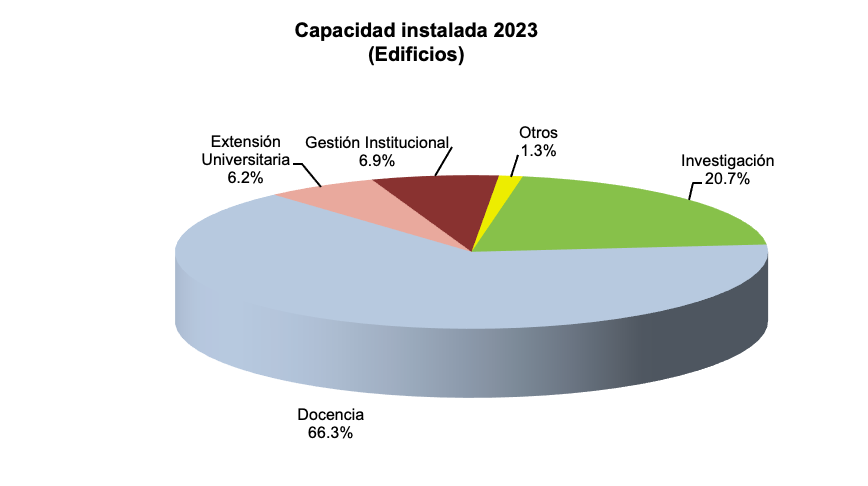 Capacidad instalada 2023
(Edificios)
Extensión
Universitaria
6.2%
Gestión Institucional
6.9%
Otros
1.3%
Investigación
20.7%
Docencia
66.3%